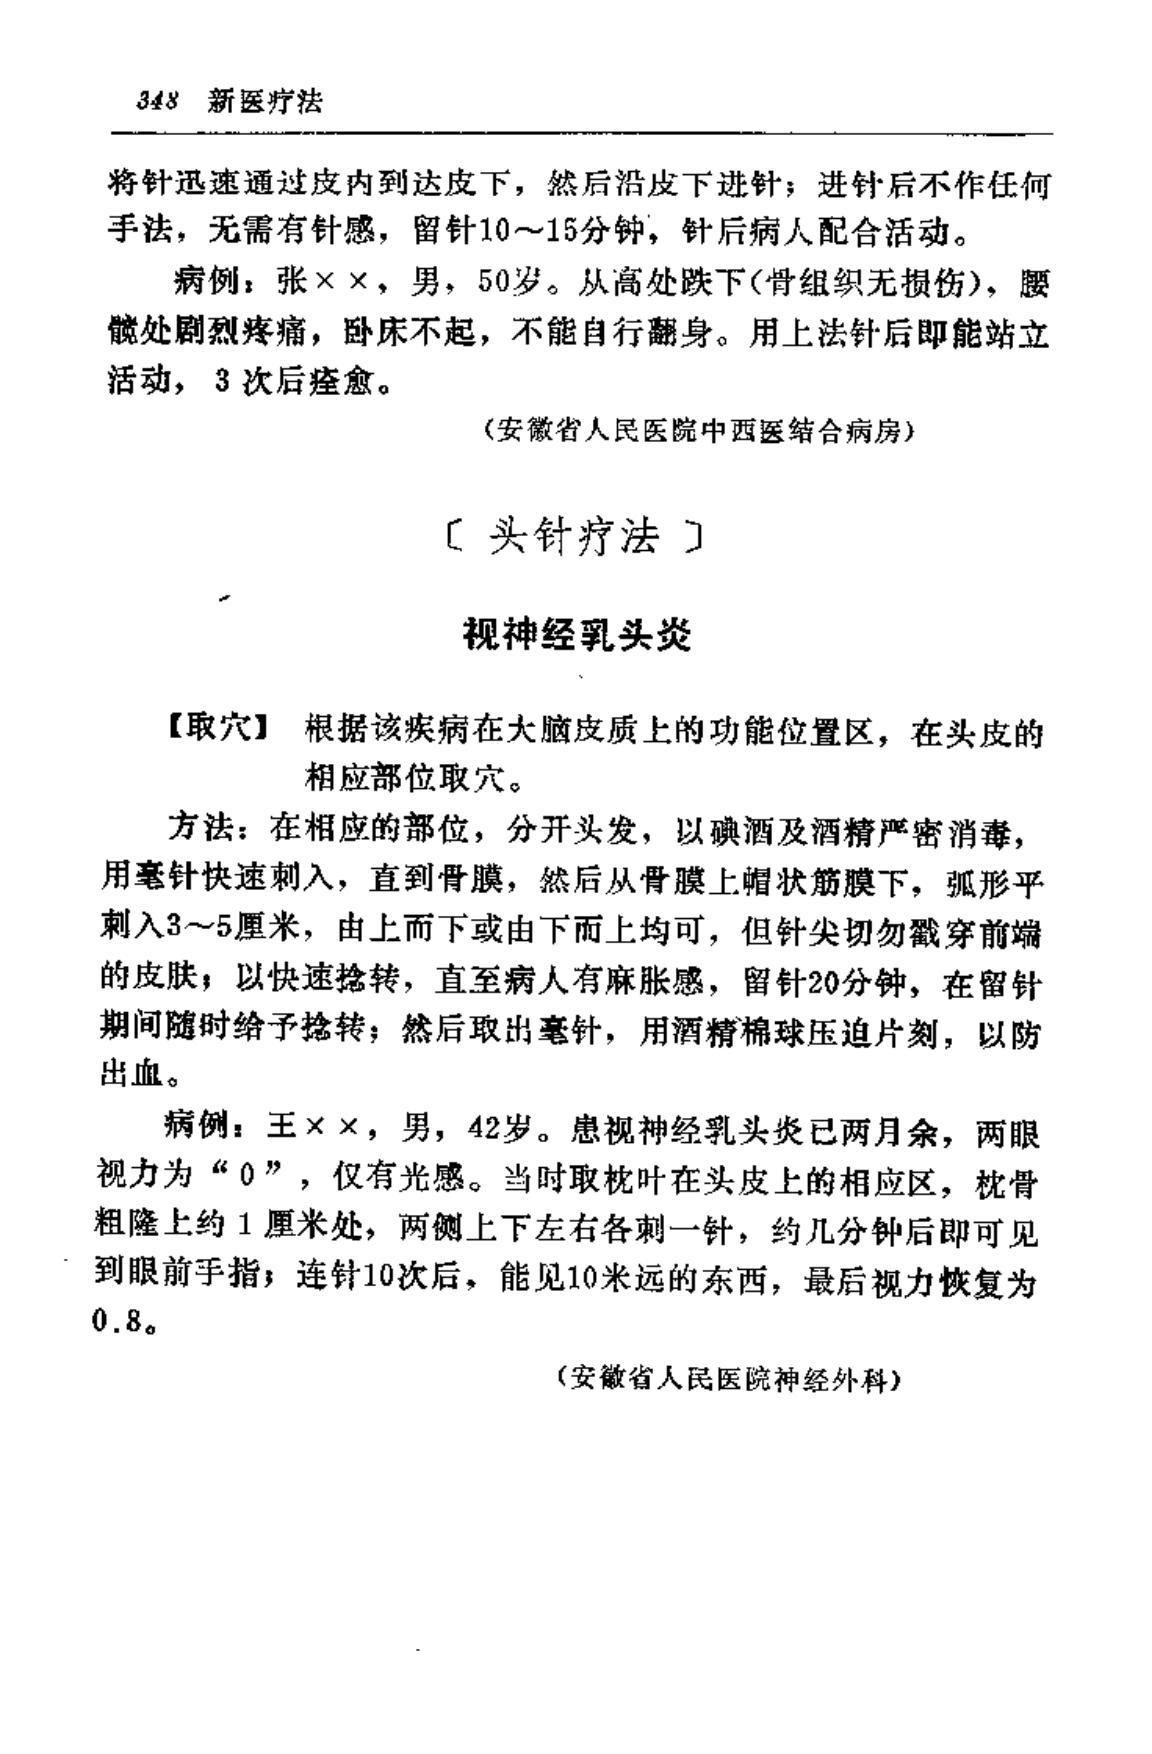 348 新医疗法
将针迅速通过皮内到达皮下，然后沿皮下进针；进针后不作任何
手法，无需有针感，留针10～15分钟，针后病人配合活动。
病例：张××，男，50岁。从高处跌下(骨组织无损伤)，腰
髋处剧烈疼痛，卧床不起，不能自行翻身。用上法针后即能站立
活动，3次后痊愈。
(安徽省人民医院中西医结合病房)
〔 头针疗法 〕
视神经乳头炎
【取穴】 根据该疾病在大脑皮质上的功能位置区，在头皮的
相应部位取穴。
方法：在相应的部位，分开头发，以碘酒及酒精严密消毒，
用毫针快速刺入，直到骨膜，然后从骨膜上帽状筋膜下，弧形平
刺入3～5厘米，由上而下或由下而上均可，但针尖切勿戳穿前端
的皮肤；以快速捻转，直至病人有麻胀感，留针20分钟，在留针
期间随时给予捻转；然后取出毫针，用酒精棉球压迫片刻，以防
出血。
病例：王××，男，42岁。患视神经乳头炎已两月余，两眼
视力为“0”，仅有光感。当时取枕叶在头皮上的相应区，枕骨
粗隆上约1厘米处，两侧上下左右各刺一针，约几分钟后即可见
到眼前手指；连针10次后，能见10米远的东西，最后视力恢复为
0.8。
(安徽省人民医院神经外科)